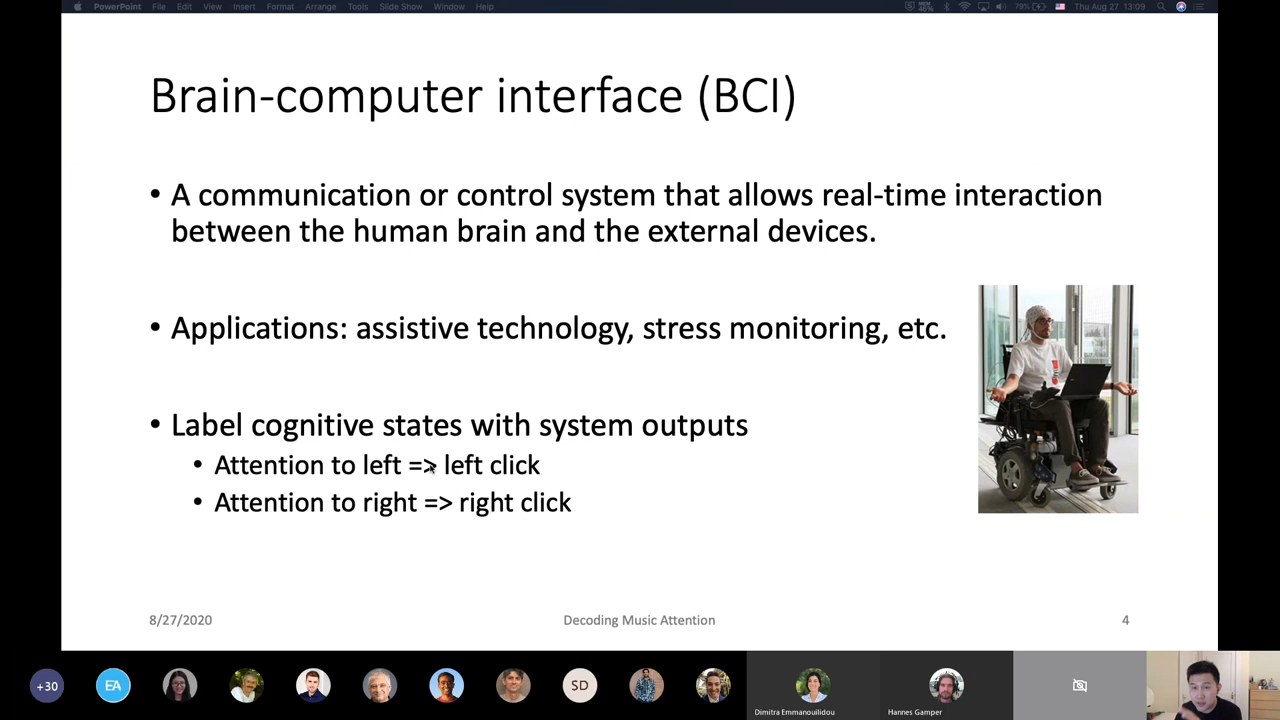 PowerPoint File Edit View Insert Format Arrange Tools Slide Show Window Help 79% Thu Aug 27 13:09
Brain-computer interface (BCI)
• A communication or control system that allows real-time interaction
between the human brain and the external devices.
• Applications: assistive technology, stress monitoring, etc.
• Label cognitive states with system outputs
• Attention to left => left click
• Attention to right => right click
8/27/2020 Decoding Music Attention 4
+30 EA SD
Dimitra Emmanouilidou Hannes Gamper